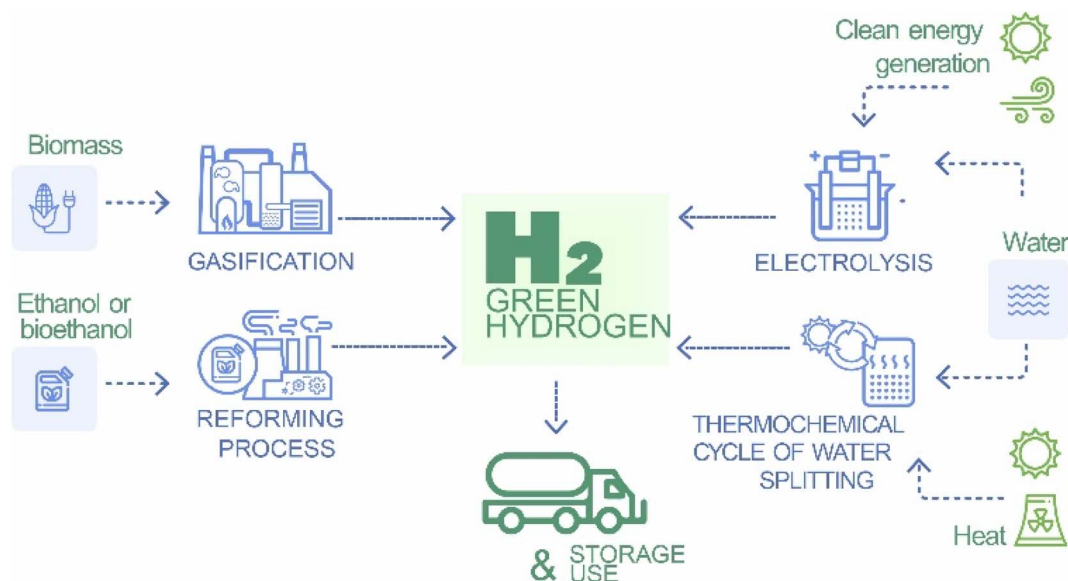 Clean energy
generation
Biomass
GASIFICATION
H2
GREEN
HYDROGEN
+ -
ELECTROLYSIS
Water
Ethanol or
bioethanol
REFORMING
PROCESS
THERMOCHEMICAL
CYCLE OF WATER
SPLITTING
Heat
& STORAGE
USE